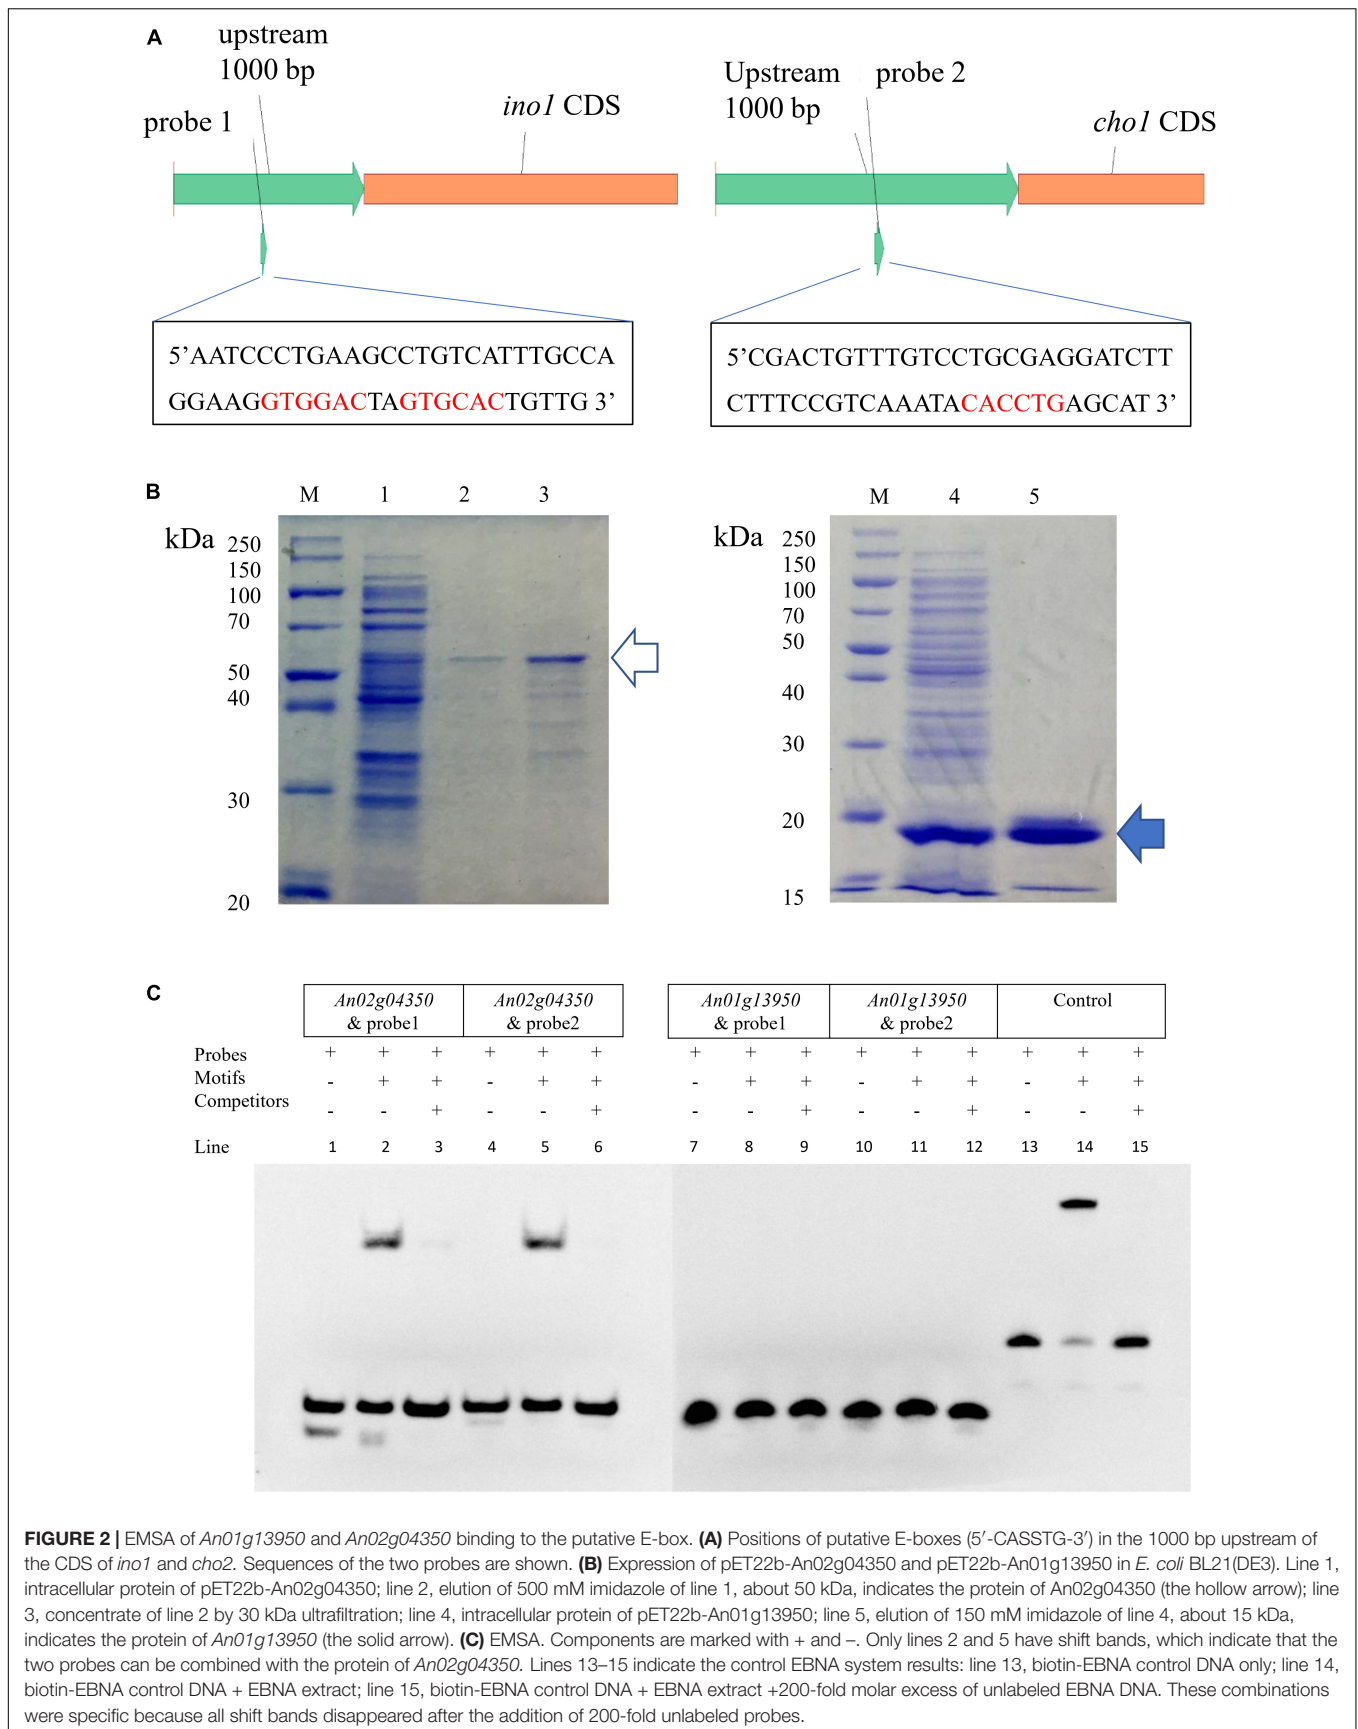 A
upstream
1000 bp
probe 1
ino1 CDS
Upstream
1000 bp
probe 2
cho1 CDS
5’AATCCCTGAAGCCTGTCATTTGCCA
GGAAGGTGGACTAGTGCACTGTTG 3’
5’CGACTGTTTGTCCTGCGAGGATCTT
CTTTCCGTCAAATACACCTGAGCAT 3’
B
M 1 2 3
kDa
250
150
100
70
50
40
30
20
M 4 5
kDa
250
150
100
70
50
40
30
20
15
C
An02g04350 An02g04350 An01g13950 An01g13950 Control
& probe1 & probe2 & probe1 & probe2
Probes + + + + + + + + + + + + + + +
Motifs - + + - + + - + + - + + - + +
Competitors - - + - - + - - + - - + - - +
Line 1 2 3 4 5 6 7 8 9 10 11 12 13 14 15
FIGURE 2 | EMSA of An01g13950 and An02g04350 binding to the putative E-box. (A) Positions of putative E-boxes (5′-CASSTG-3′) in the 1000 bp upstream of
the CDS of ino1 and cho2. Sequences of the two probes are shown. (B) Expression of pET22b-An02g04350 and pET22b-An01g13950 in E. coli BL21(DE3). Line 1,
intracellular protein of pET22b-An02g04350; line 2, elution of 500 mM imidazole of line 1, about 50 kDa, indicates the protein of An02g04350 (the hollow arrow); line
3, concentrate of line 2 by 30 kDa ultrafiltration; line 4, intracellular protein of pET22b-An01g13950; line 5, elution of 150 mM imidazole of line 4, about 15 kDa,
indicates the protein of An01g13950 (the solid arrow). (C) EMSA. Components are marked with + and –. Only lines 2 and 5 have shift bands, which indicate that the
two probes can be combined with the protein of An02g04350. Lines 13–15 indicate the control EBNA system results: line 13, biotin-EBNA control DNA only; line 14,
biotin-EBNA control DNA + EBNA extract; line 15, biotin-EBNA control DNA + EBNA extract +200-fold molar excess of unlabeled EBNA DNA. These combinations
were specific because all shift bands disappeared after the addition of 200-fold unlabeled probes.